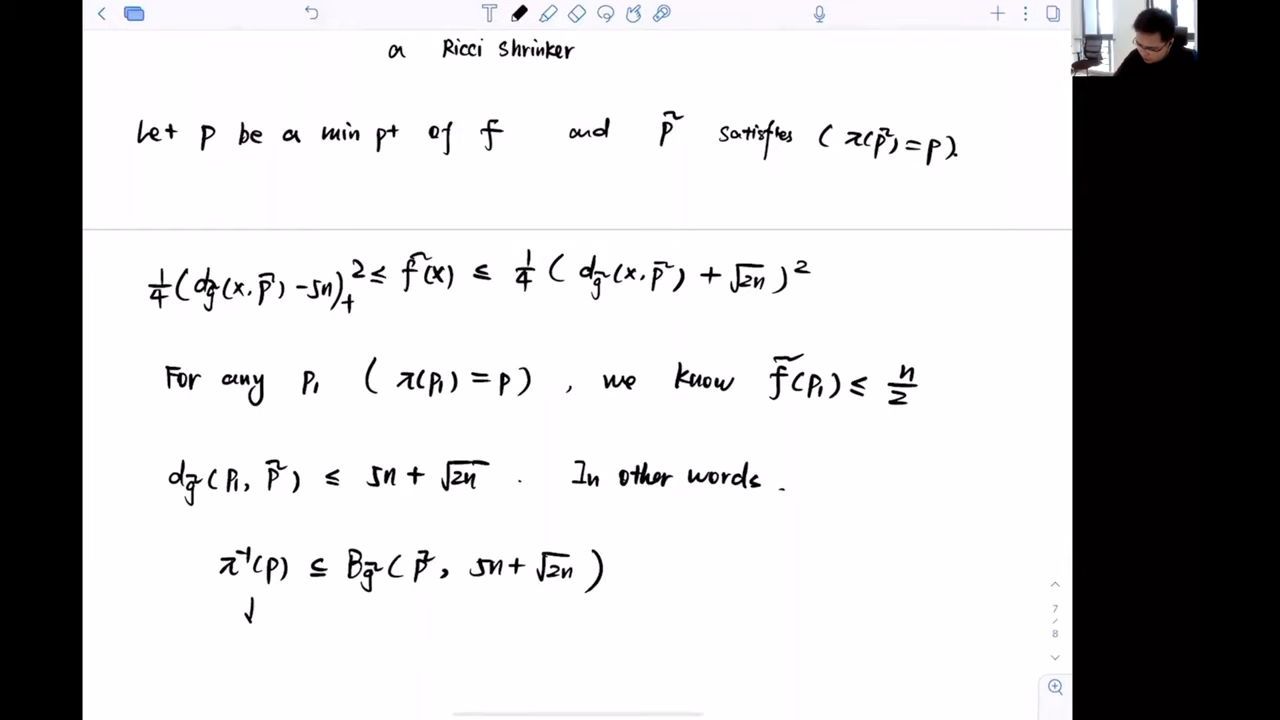 a Ricci Shrinker
Let p be a min pt of f and p̃ satisfies (π(p̃)=p).
1/4 (d_g̃(x,p̃) -5n)_+^2 ≤ f̃(x) ≤ 1/4 (d_g̃(x,p̃) + √2n)^2
For any p₁ (π(p₁)=p), we know f̃(p₁) ≤ n/2
d_g̃(p₁, p̃) ≤ 5n + √2n . In other words.
π⁻¹(p) ⊆ B_g̃(p̃, 5n+√2n)
↓
7
/
8